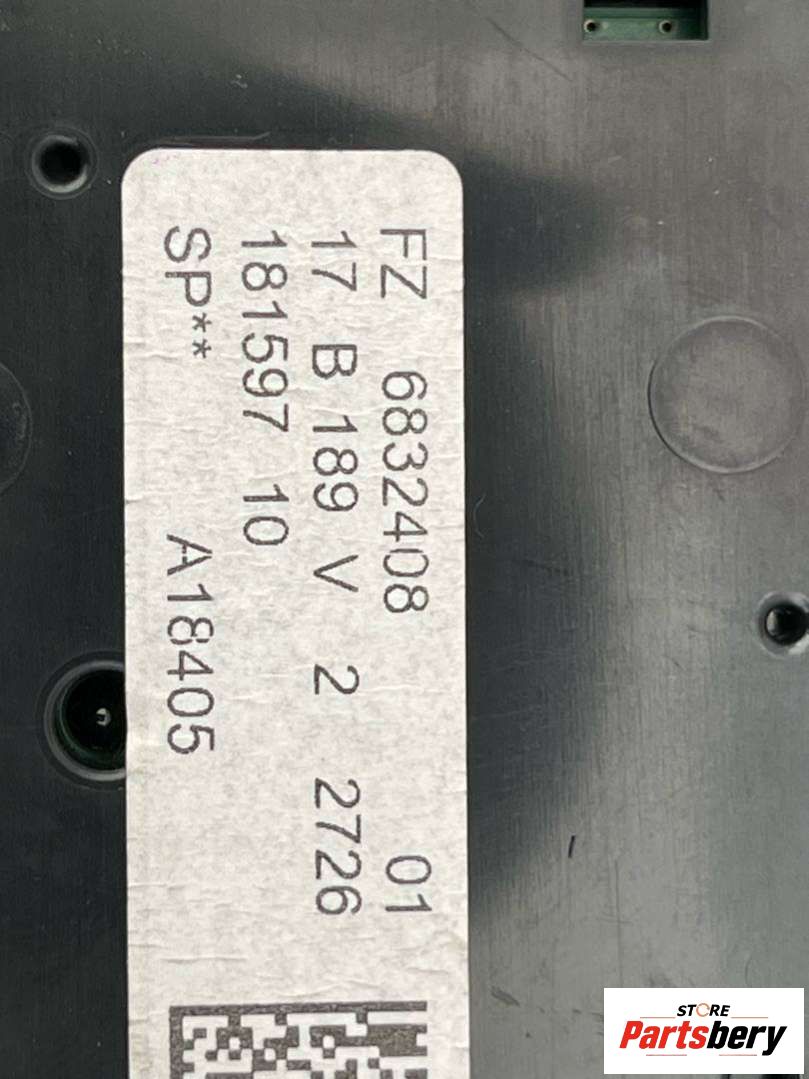 FZ 6832408 01
17 B 189 V 2 2726
181597 10
SP** A18405
STORE
Partsbery